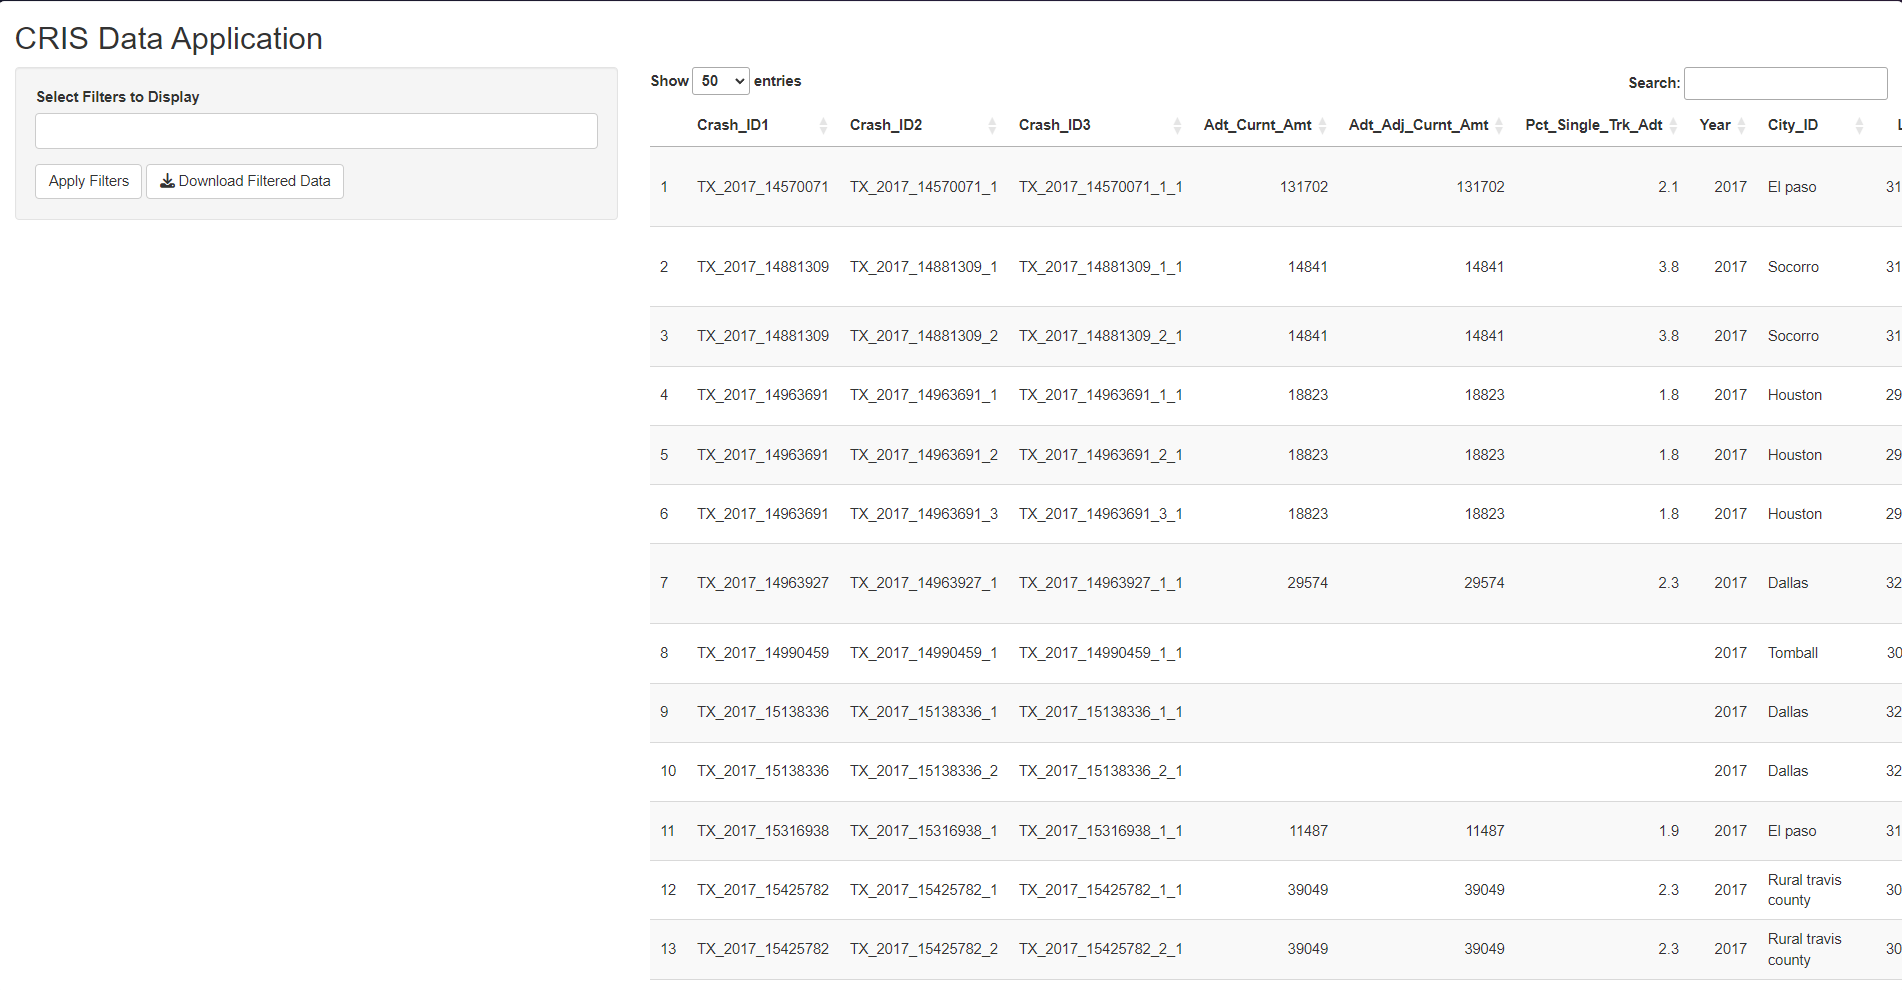 CRIS Data Application
Select Filters to Display
Apply Filters Download Filtered Data
Show 50 entries
Search:
Crash_ID1 Crash_ID2 Crash_ID3 Adt_Curnt_Amt Adt_Adj_Curnt_Amt Pct_Single_Trk_Adt Year City_ID L
1 TX_2017_14570071 TX_2017_14570071_1 TX_2017_14570071_1_1 131702 131702 2.1 2017 El paso 31
2 TX_2017_14881309 TX_2017_14881309_1 TX_2017_14881309_1_1 14841 14841 3.8 2017 Socorro 31
3 TX_2017_14881309 TX_2017_14881309_2 TX_2017_14881309_2_1 14841 14841 3.8 2017 Socorro 31
4 TX_2017_14963691 TX_2017_14963691_1 TX_2017_14963691_1_1 18823 18823 1.8 2017 Houston 29
5 TX_2017_14963691 TX_2017_14963691_2 TX_2017_14963691_2_1 18823 18823 1.8 2017 Houston 29
6 TX_2017_14963691 TX_2017_14963691_3 TX_2017_14963691_3_1 18823 18823 1.8 2017 Houston 29
7 TX_2017_14963927 TX_2017_14963927_1 TX_2017_14963927_1_1 29574 29574 2.3 2017 Dallas 32
8 TX_2017_14990459 TX_2017_14990459_1 TX_2017_14990459_1_1 2017 Tomball 30
9 TX_2017_15138336 TX_2017_15138336_1 TX_2017_15138336_1_1 2017 Dallas 32
10 TX_2017_15138336 TX_2017_15138336_2 TX_2017_15138336_2_1 2017 Dallas 32
11 TX_2017_15316938 TX_2017_15316938_1 TX_2017_15316938_1_1 11487 11487 1.9 2017 El paso 31
12 TX_2017_15425782 TX_2017_15425782_1 TX_2017_15425782_1_1 39049 39049 2.3 2017 Rural travis 30
county
13 TX_2017_15425782 TX_2017_15425782_2 TX_2017_15425782_2_1 39049 39049 2.3 2017 Rural travis 30
county